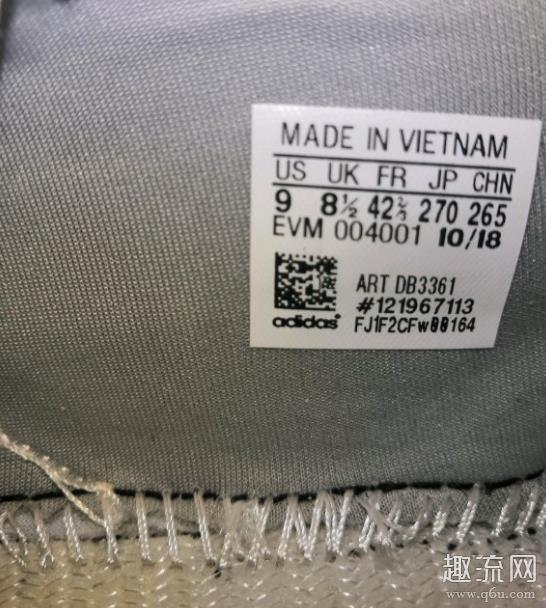 MADE IN VIETNAM
US UK FR JP CHN
9 8½ 42⅔ 270 265
EVM 004001 10/18
ART DB3361
#121967113
adidas® FJ1F2CFw00164
趣流网
www.q6u.com